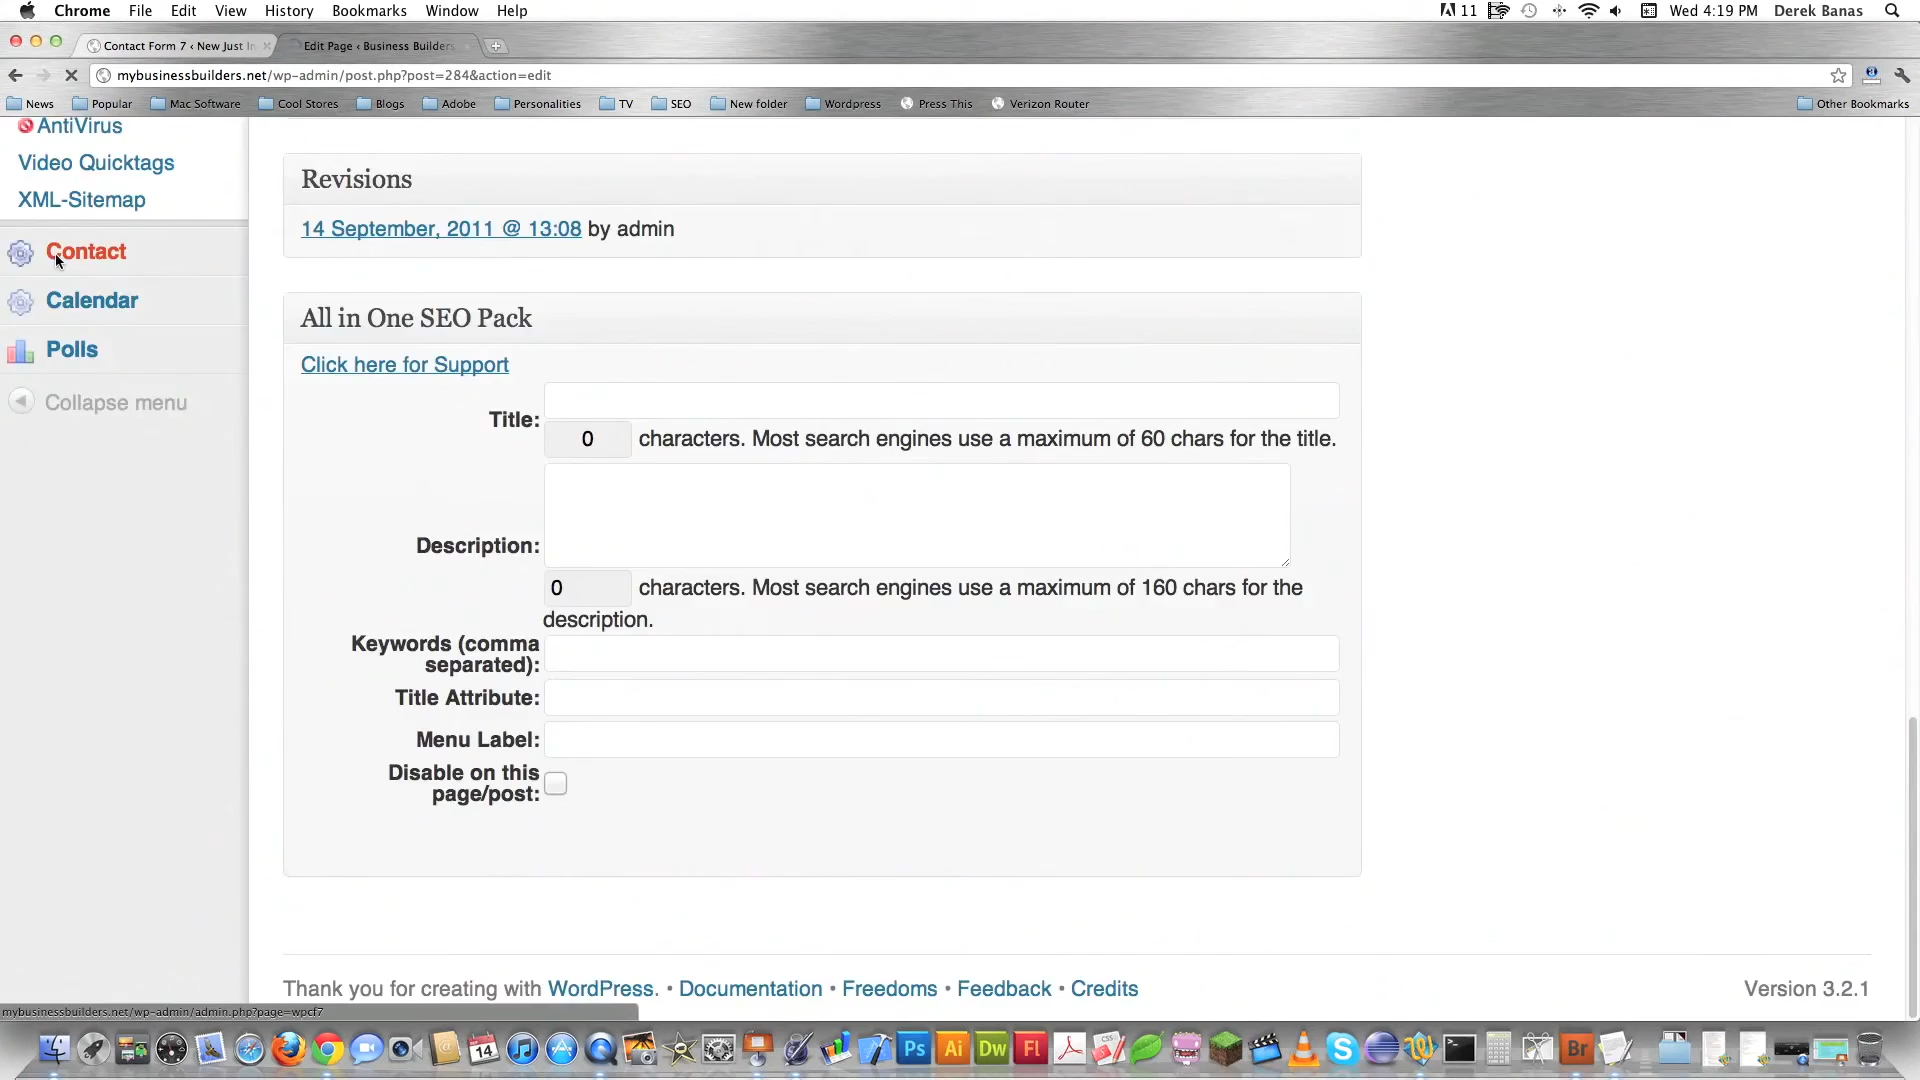 Chrome File Edit View History Bookmarks Window Help
11 Wed 4:19 PM Derek Banas
Contact Form 7 ‹ New Just In
Edit Page ‹ Business Builders
mybusinessbuilders.net/wp-admin/post.php?post=284&action=edit
News Popular Mac Software Cool Stores Blogs Adobe Personalities TV SEO New folder Wordpress Press This Verizon Router Other Bookmarks
AntiVirus
Video Quicktags
XML-Sitemap
Contact
Calendar
Polls
Collapse menu
Revisions
14 September, 2011 @ 13:08 by admin
All in One SEO Pack
Click here for Support
Title:
0 characters. Most search engines use a maximum of 60 chars for the title.
Description:
0 characters. Most search engines use a maximum of 160 chars for the
description.
Keywords (comma
separated):
Title Attribute:
Menu Label:
Disable on this
page/post:
Thank you for creating with WordPress. • Documentation • Freedoms • Feedback • Credits
Version 3.2.1
mybusinessbuilders.net/wp-admin/admin.php?page=wpcf7
14 Ps Ai Dw Fl Br